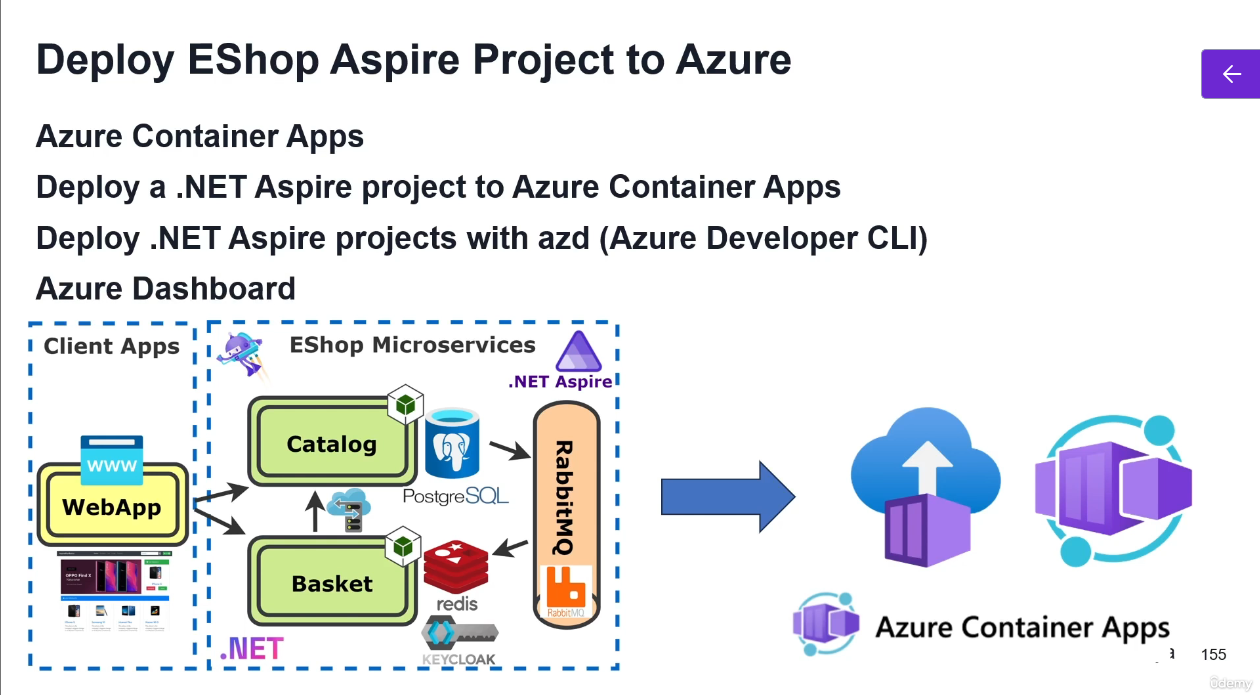 Deploy EShop Aspire Project to Azure
Azure Container Apps
Deploy a .NET Aspire project to Azure Container Apps
Deploy .NET Aspire projects with azd (Azure Developer CLI)
Azure Dashboard
Client Apps
WWW
WebApp
EShop Microservices
.NET Aspire
Catalog
PostgreSQL
Basket
redis
KEYCLOAK
.NET
RabbitMQ
RabbitMQ
Azure Container Apps
a
155
ûdemy